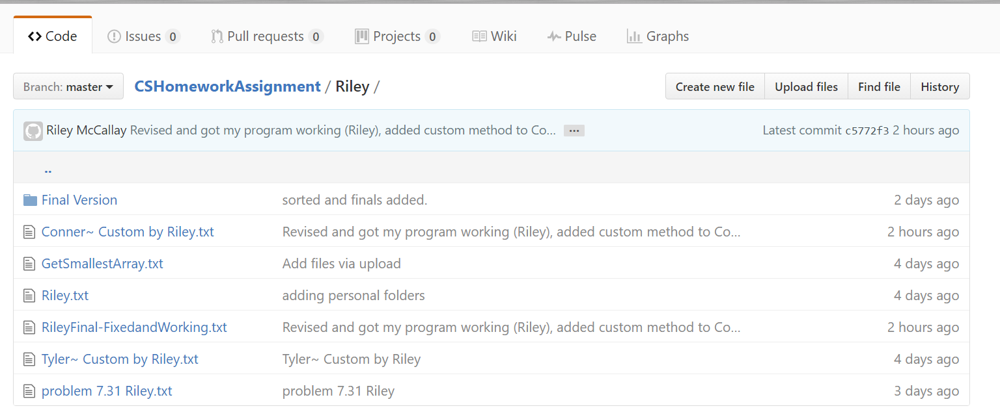 Code Issues 0 Pull requests 0 Projects 0 Wiki Pulse Graphs
Branch: master CSHomeworkAssignment / Riley / Create new file Upload files Find file History
Riley McCallay Revised and got my program working (Riley), added custom method to Co… … Latest commit c5772f3 2 hours ago
..
Final Version sorted and finals added. 2 days ago
Conner~ Custom by Riley.txt Revised and got my program working (Riley), added custom method to Co… 2 hours ago
GetSmallestArray.txt Add files via upload 4 days ago
Riley.txt adding personal folders 4 days ago
RileyFinal-FixedandWorking.txt Revised and got my program working (Riley), added custom method to Co… 2 hours ago
Tyler~ Custom by Riley.txt Tyler~ Custom by Riley 4 days ago
problem 7.31 Riley.txt problem 7.31 Riley 3 days ago